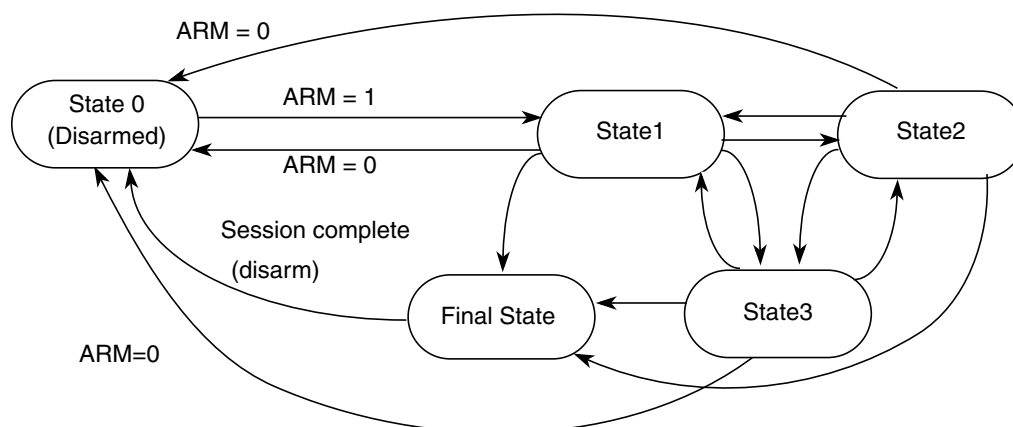 ARM = 0
State 0
(Disarmed)
ARM = 1
State1
State2
ARM = 0
Session complete
(disarm)
Final State
State3
ARM=0